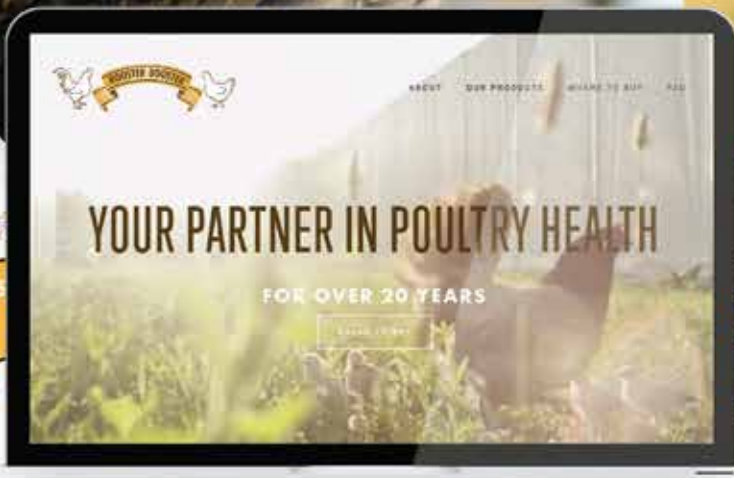 ROOSTER BOOSTER
ABOUT OUR PRODUCTS WHERE TO BUY FAQ
YOUR PARTNER IN POULTRY HEALTH
FOR OVER 20 YEARS